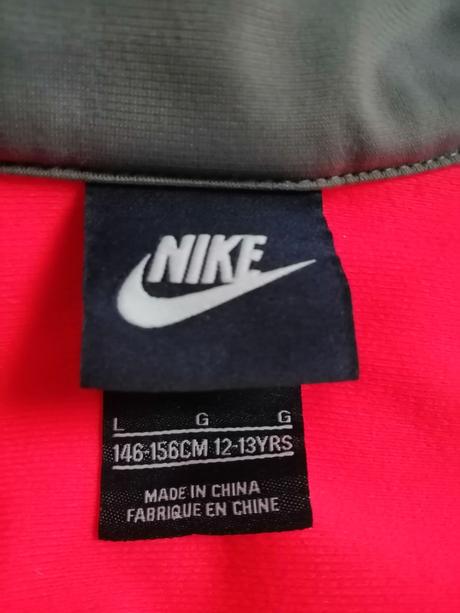 NIKE
L G G
146-156CM 12-13YRS
MADE IN CHINA
FABRIQUE EN CHINE